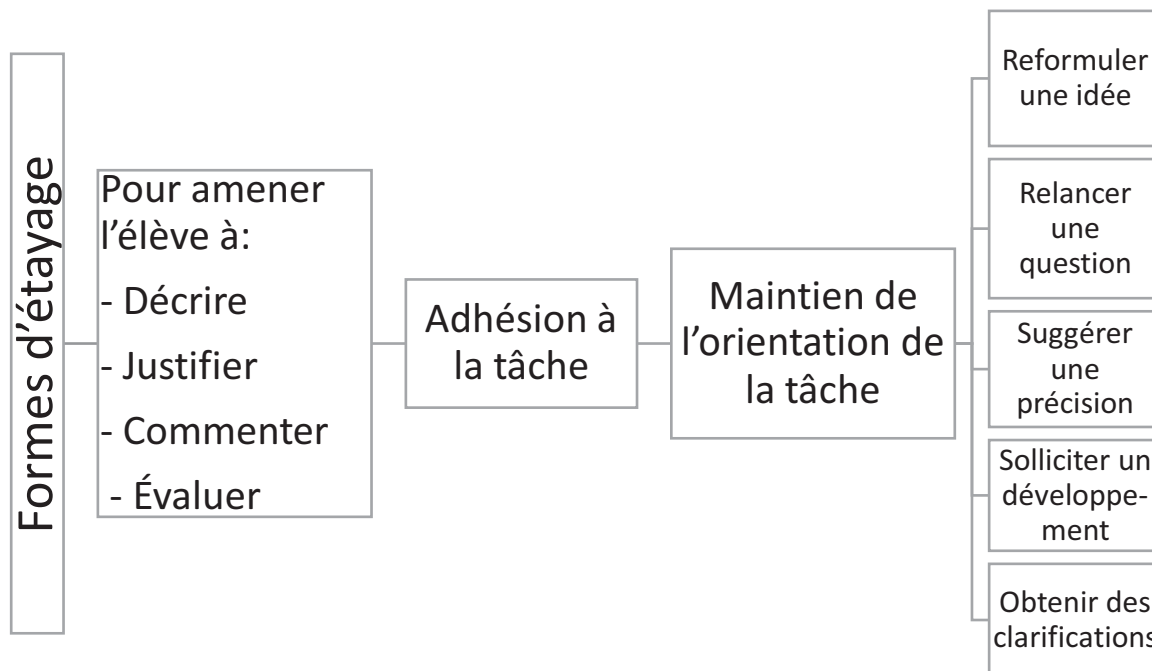 Formes d’étayage
Pour amener
l’élève à:
- Décrire
- Justifier
- Commenter
- Évaluer
Adhésion à
la tâche
Maintien de
l’orientation de
la tâche
Reformuler
une idée
Relancer
une
question
Suggérer
une
précision
Solliciter un
développe-
ment
Obtenir des
clarifications